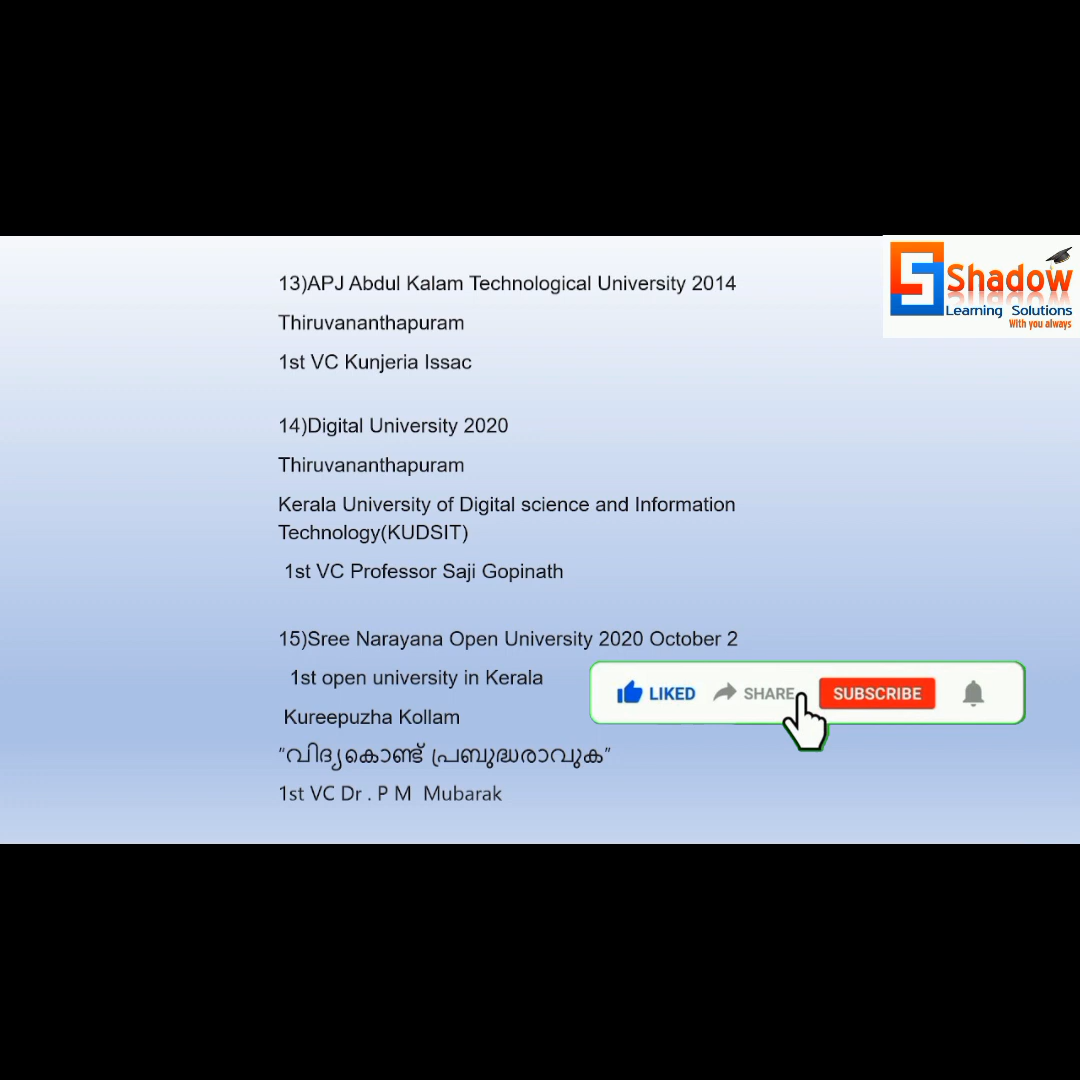 Shadow
Learning Solutions
With you always
13)APJ Abdul Kalam Technological University 2014
Thiruvananthapuram
1st VC Kunjeria Issac
14)Digital University 2020
Thiruvananthapuram
Kerala University of Digital science and Information
Technology(KUDSIT)
1st VC Professor Saji Gopinath
15)Sree Narayana Open University 2020 October 2
1st open university in Kerala
Kureepuzha Kollam
“വിദ്യകൊണ്ട് പ്രബുദ്ധരാവുക”
1st VC Dr . P M Mubarak
LIKED SHARE SUBSCRIBE